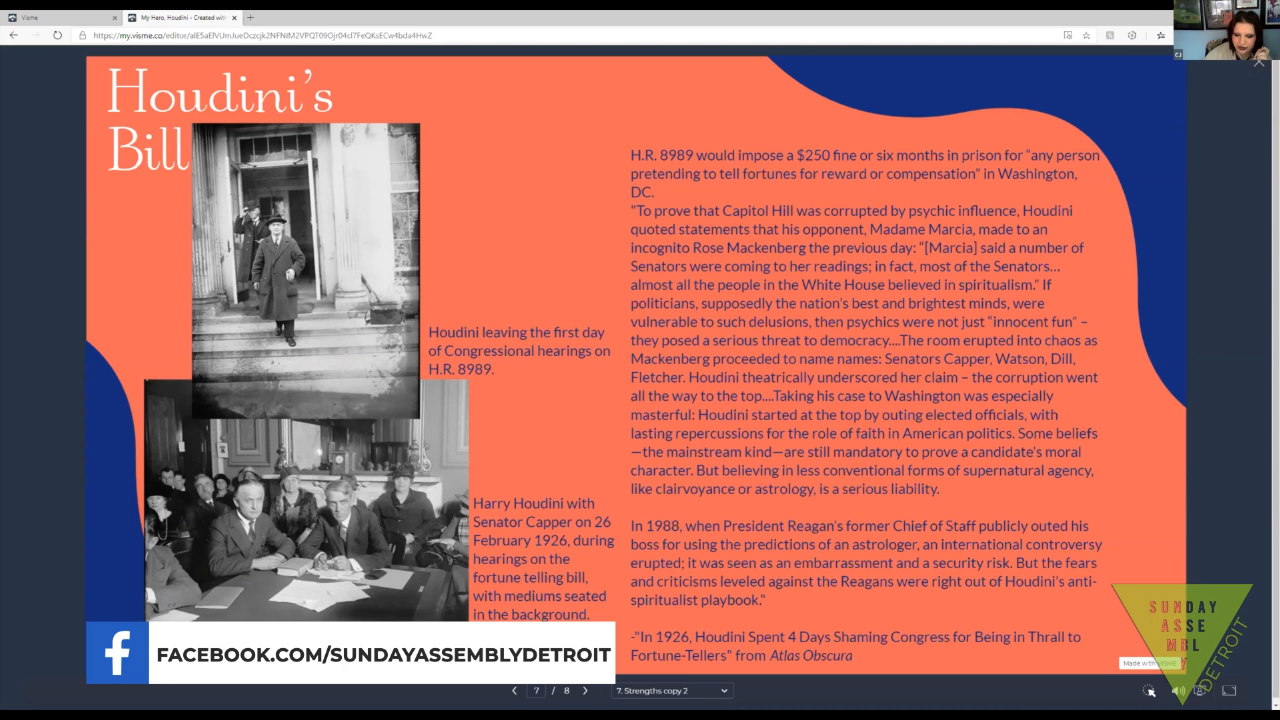 Visme
My Hero, Houdini - Created with
Houdini's
Bill
H.R. 8989 would impose a $250 fine or six months in prison for "any person
pretending to tell fortunes for reward or compensation" in Washington,
DC.
"To prove that Capitol Hill was corrupted by psychic influence, Houdini
quoted statements that his opponent, Madame Marcia, made to an
incognito Rose Mackenberg the previous day: "[Marcia] said a number of
Senators were coming to her readings; in fact, most of the Senators…
almost all the people in the White House believed in spiritualism." If
politicians, supposedly the nation's best and brightest minds, were
vulnerable to such delusions, then psychics were not just "innocent fun" –
they posed a serious threat to democracy....The room erupted into chaos as
Mackenberg proceeded to name names: Senators Capper, Watson, Dill,
Fletcher. Houdini theatrically underscored her claim – the corruption went
all the way to the top....Taking his case to Washington was especially
masterful: Houdini started at the top by outing elected officials, with
lasting repercussions for the role of faith in American politics. Some beliefs
—the mainstream kind—are still mandatory to prove a candidate's moral
character. But believing in less conventional forms of supernatural agency,
like clairvoyance or astrology, is a serious liability.
In 1988, when President Reagan's former Chief of Staff publicly outed his
boss for using the predictions of an astrologer, an international controversy
erupted; it was seen as an embarrassment and a security risk. But the fears
and criticisms leveled against the Reagans were right out of Houdini's anti-
spiritualist playbook."
-"In 1926, Houdini Spent 4 Days Shaming Congress for Being in Thrall to
Fortune-Tellers" from Atlas Obscura
Houdini leaving the first day
of Congressional hearings on
H.R. 8989.
Harry Houdini with
Senator Capper on 26
February 1926, during
hearings on the
fortune telling bill,
with mediums seated
in the background.
FACEBOOK.COM/SUNDAYASSEMBLYDETROIT
7 / 8
7. Strengths copy 2
Made with VISME
SUNDAY
ASSE
MBL
Y
DETROIT
CJ